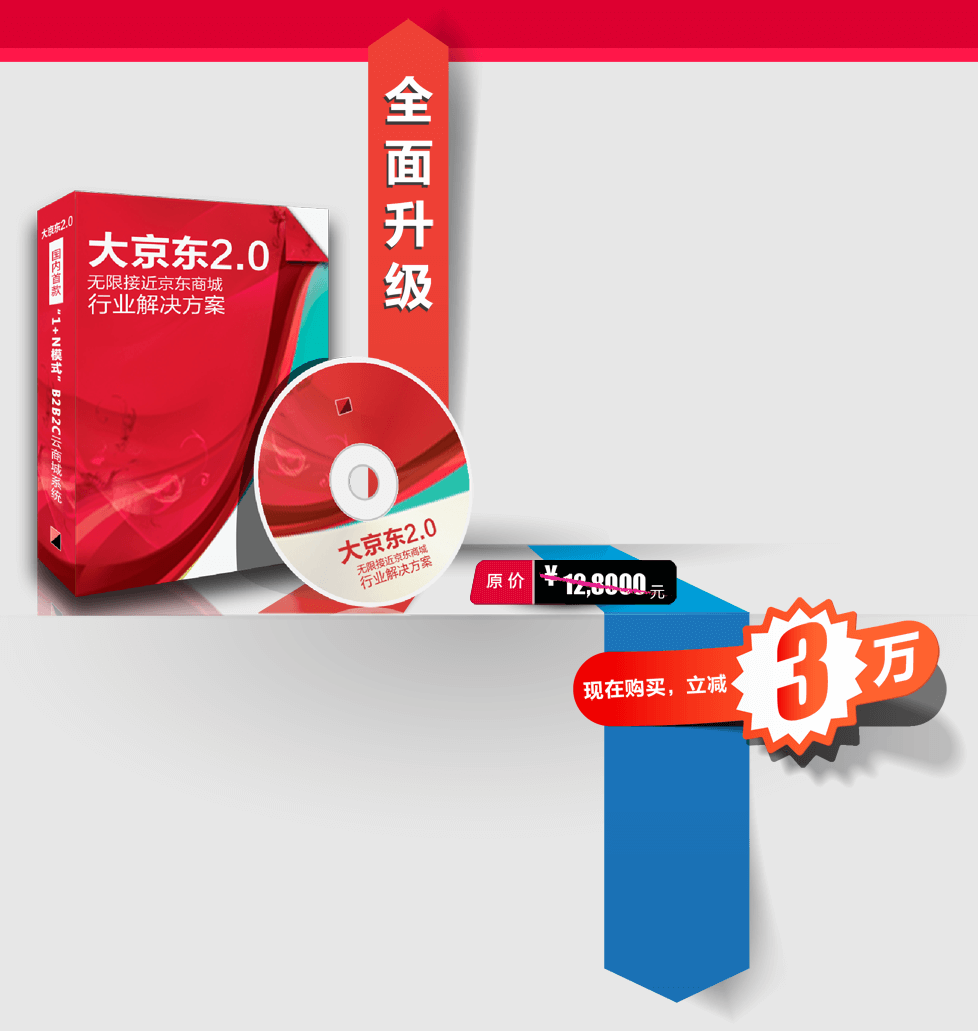 全面升级
大京东2.0
国内首款
"1+N模式" B2B2C云商城系统
大京东2.0
无限接近京东商城
行业解决方案
大京东2.0
无限接近京东商城
行业解决方案
原价 ¥12,8000元
现在购买，立减3万